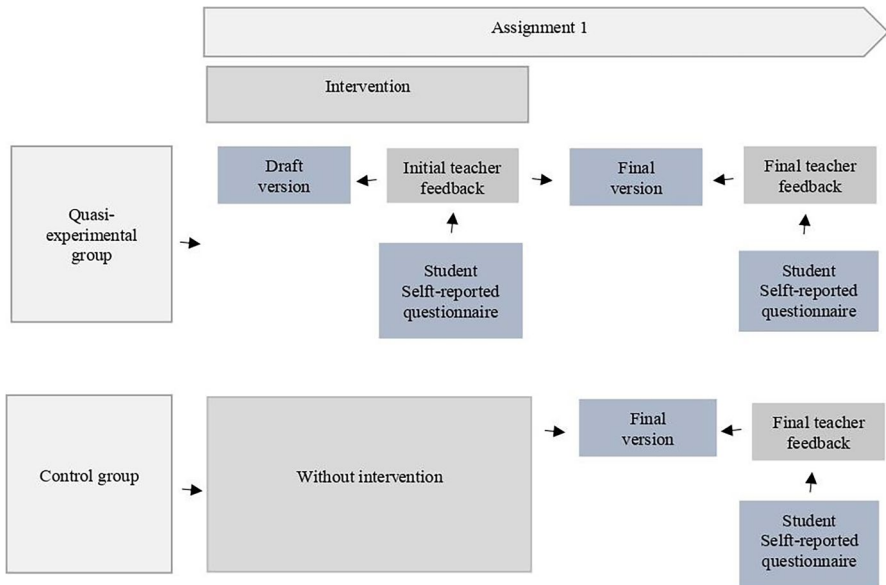 Assignment 1
Intervention
Quasi-
experimental
group
Draft
version
Initial teacher
feedback
Final
version
Final teacher
feedback
Student
Selft-reported
questionnaire
Student
Selft-reported
questionnaire
Control group
Without intervention
Final
version
Final teacher
feedback
Student
Selft-reported
questionnaire